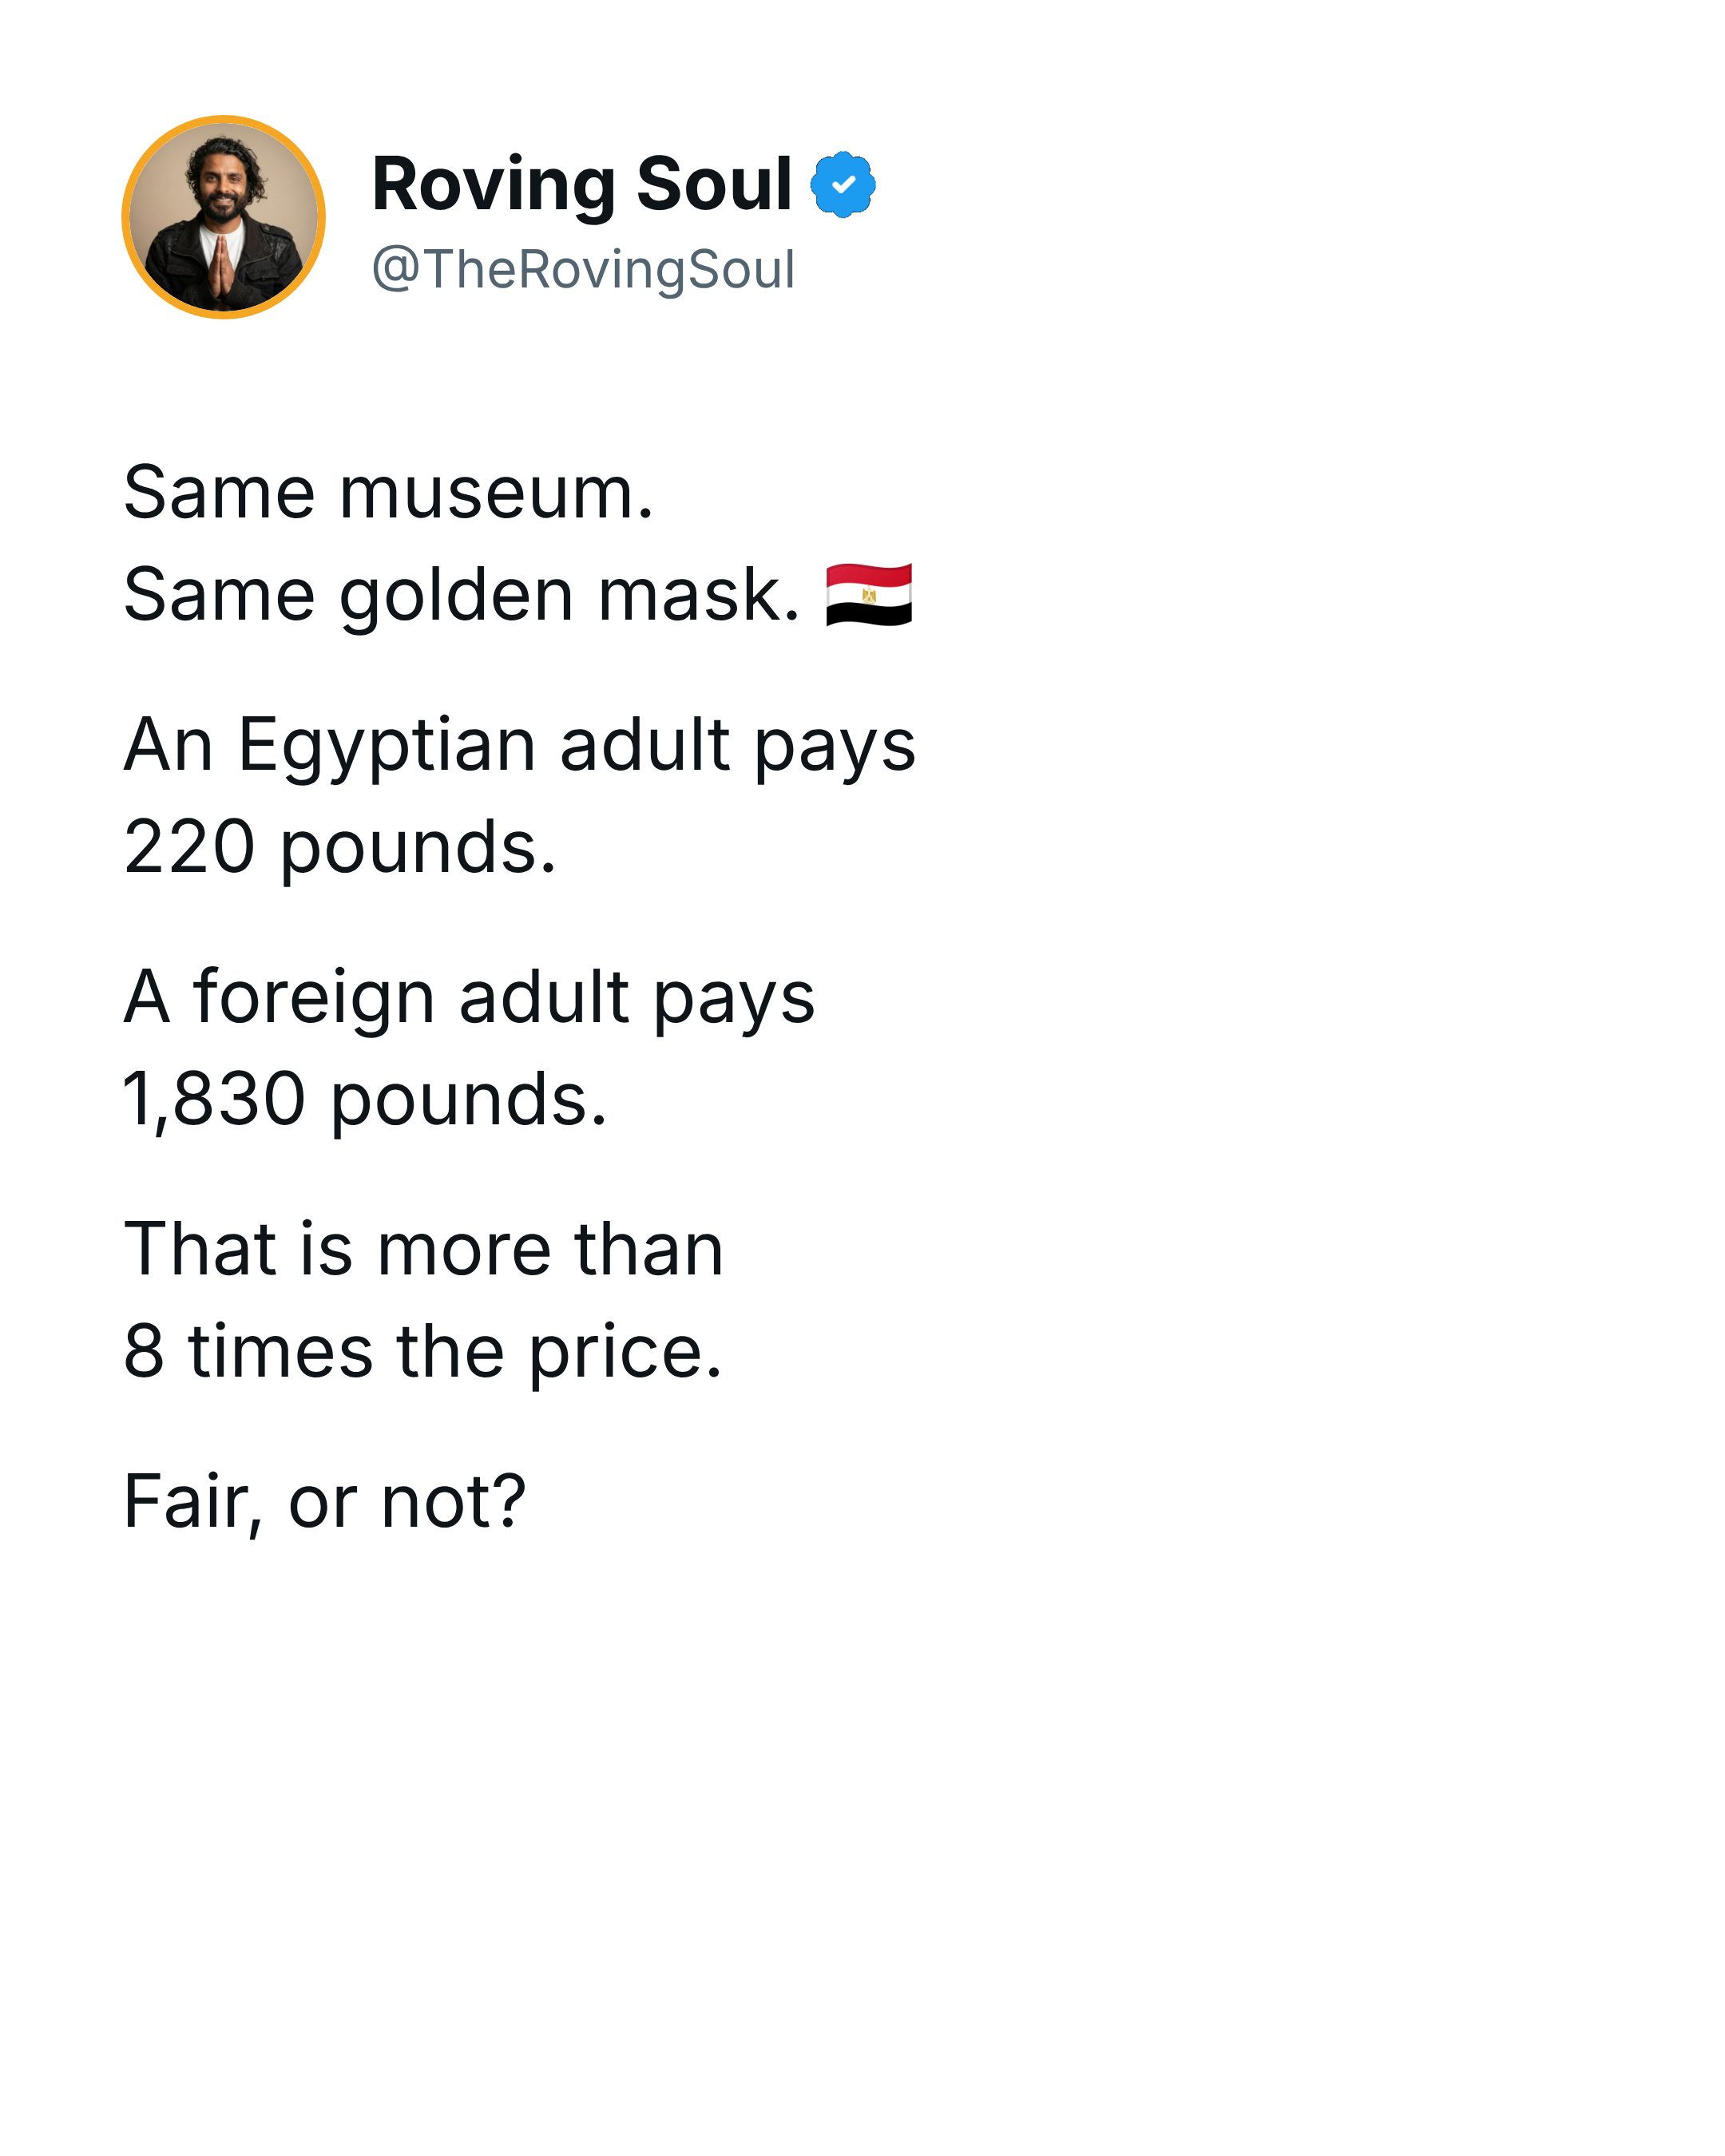 Roving Soul
@TheRovingSoul
Same museum.
Same golden mask. 🇪🇬
An Egyptian adult pays
220 pounds.
A foreign adult pays
1,830 pounds.
That is more than
8 times the price.
Fair, or not?